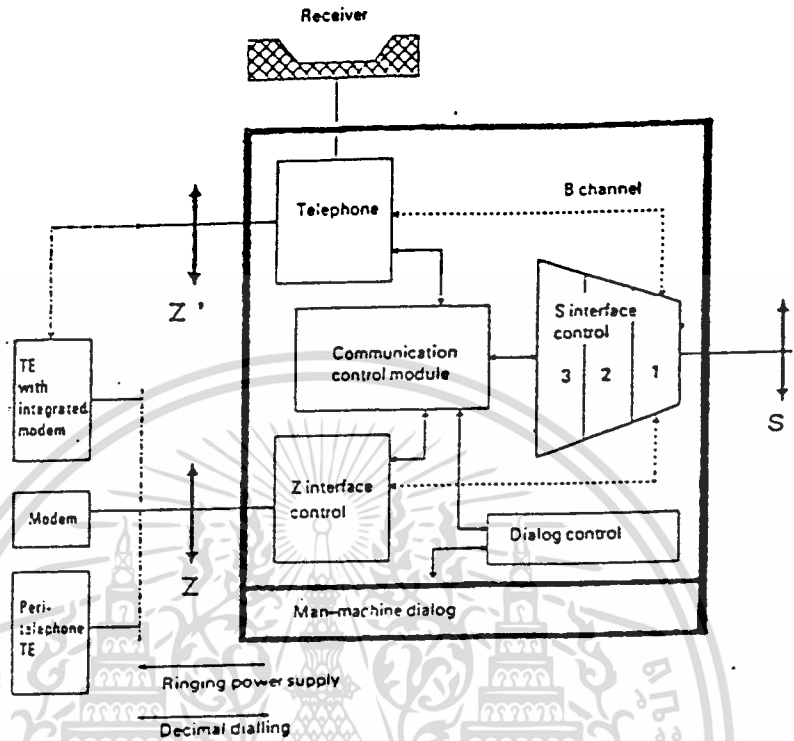 Receiver
B channel
Telephone
Z'
S interface
control
3 2 1
S
Communication
control module
TE
with
integrated
modem
Z interface
control
Modem
Z
Dialog control
Peri-
telephone
TE
Man-machine dialog
Ringing power supply
Decimal dialling